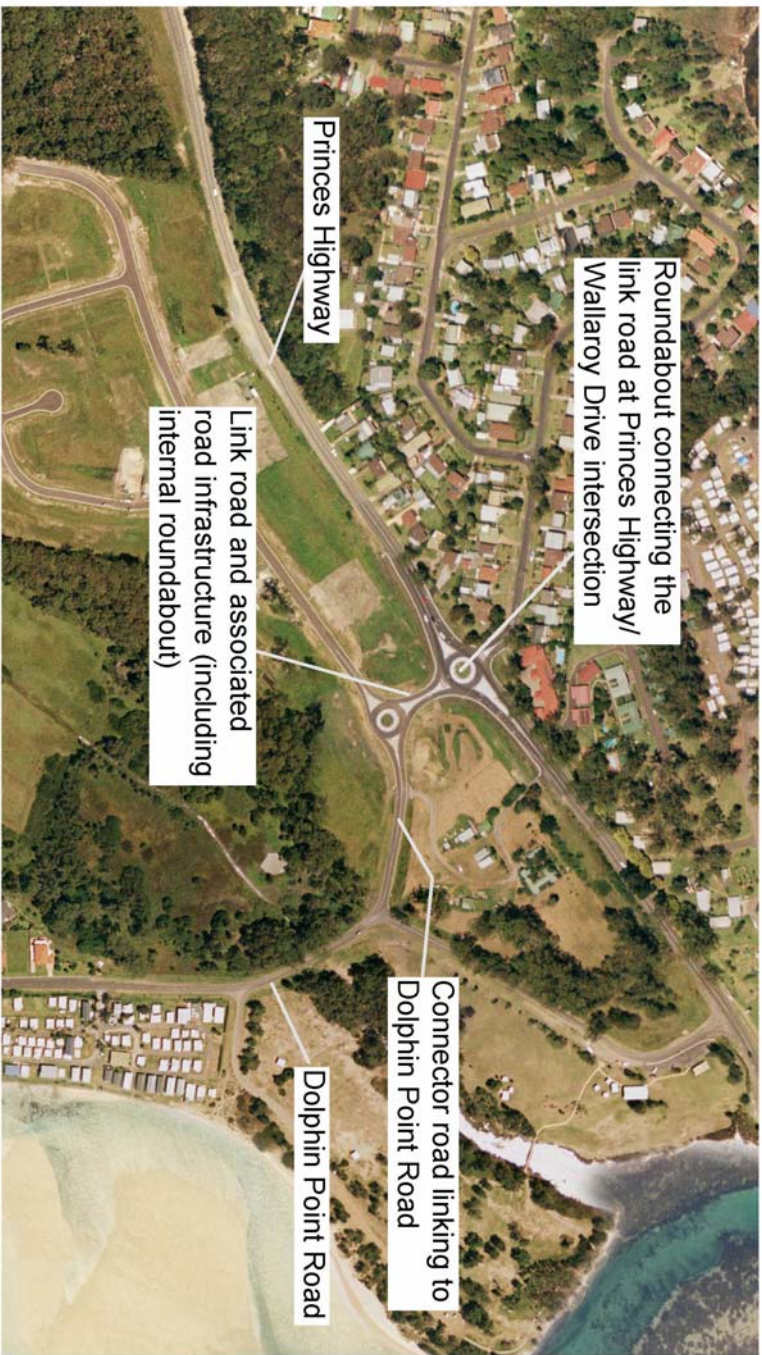 Roundabout connecting the
link road at Princes Highway/
Wallaroy Drive intersection
Princes Highway
Link road and associated
road infrastructure (including
internal roundabout)
Connector road linking to
Dolphin Point Road
Dolphin Point Road